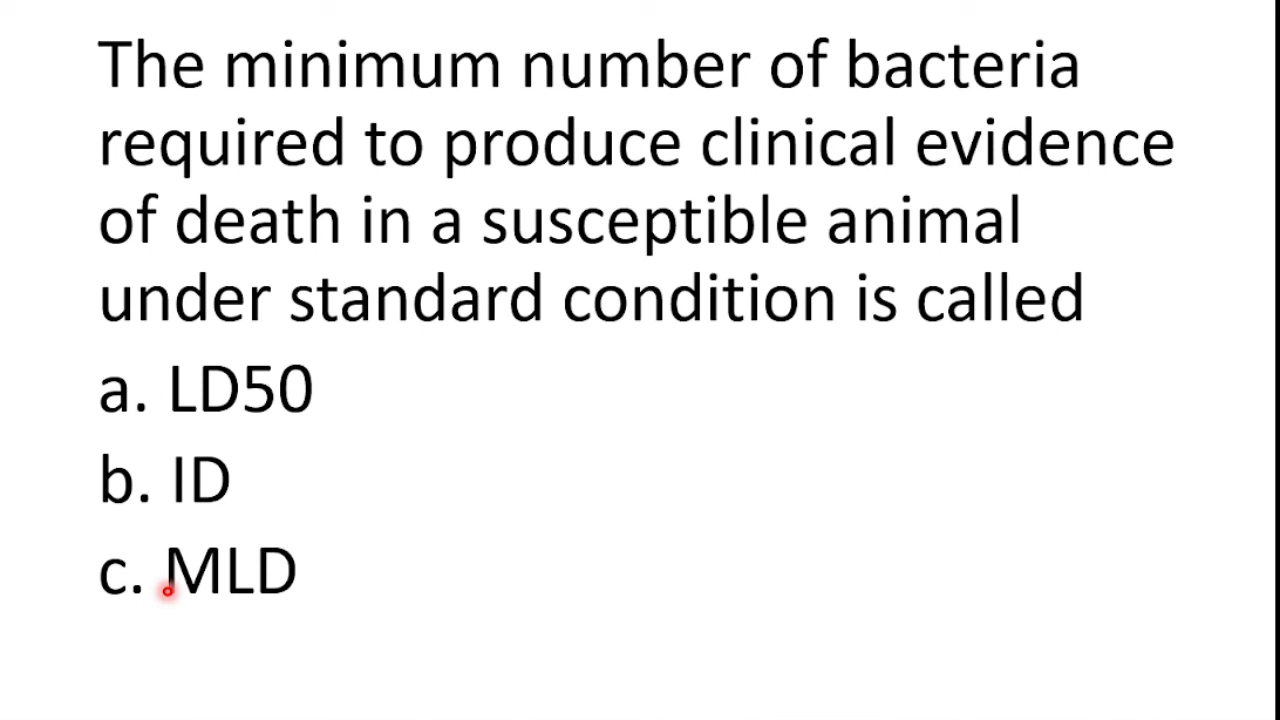 The minimum number of bacteria
required to produce clinical evidence
of death in a susceptible animal
under standard condition is called
a. LD50
b. ID
c. MLD